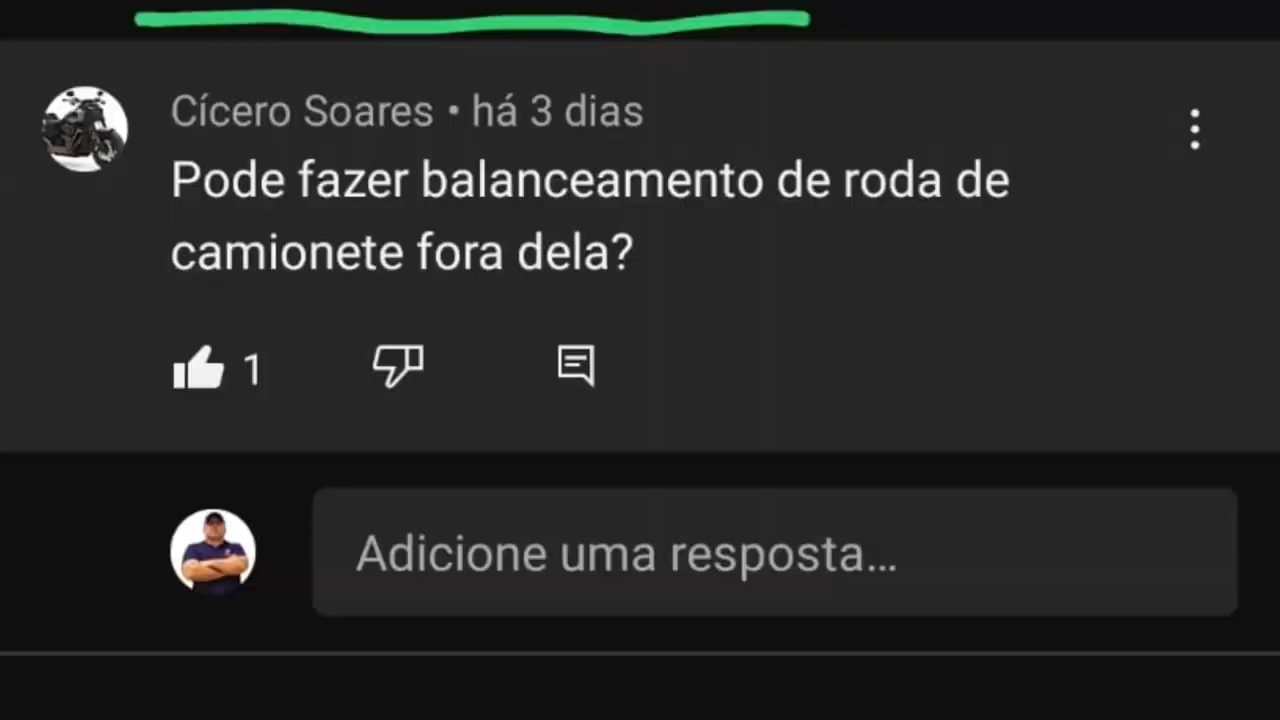 Cícero Soares • há 3 dias
Pode fazer balanceamento de roda de
camionete fora dela?
1
Adicione uma resposta...